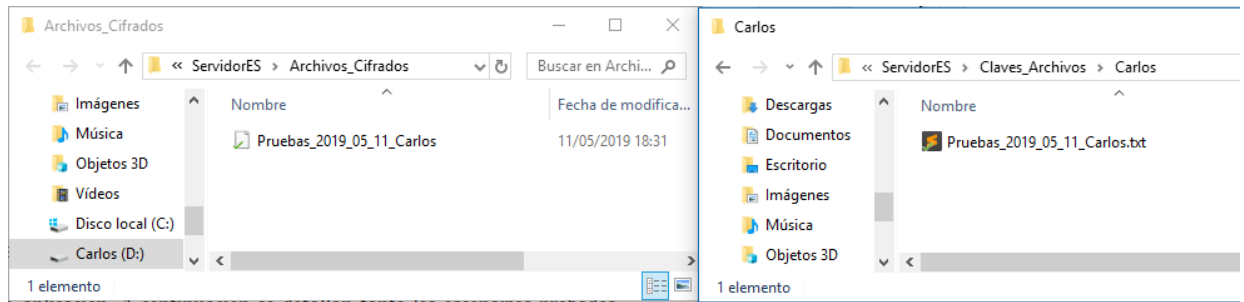 Archivos_Cifrados
« ServidorES > Archivos_Cifrados
Buscar en Archi...
Imágenes
Música
Objetos 3D
Vídeos
Disco local (C:)
Carlos (D:)
Nombre
Fecha de modifica...
Pruebas_2019_05_11_Carlos
11/05/2019 18:31
1 elemento
Carlos
« ServidorES > Claves_Archivos > Carlos
Descargas
Documentos
Escritorio
Imágenes
Música
Objetos 3D
Nombre
Pruebas_2019_05_11_Carlos.txt
1 elemento